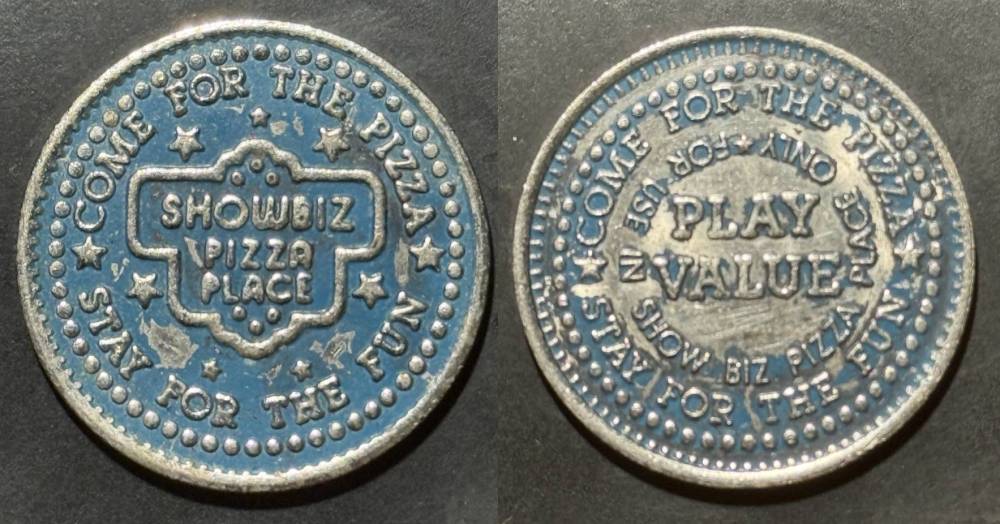 COME FOR THE PIZZA
★ STAY FOR THE FUN ★
SHOWBIZ
PIZZA
PLACE
COME FOR THE PIZZA
★ STAY FOR THE FUN ★
FOR ★ ONLY
USE IN SHOW BIZ PIZZA PLACE
PLAY
VALUE